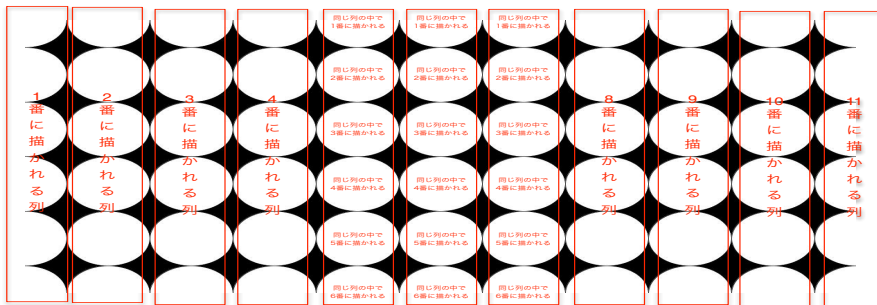 1番に描かれる列
2番に描かれる列
3番に描かれる列
4番に描かれる列
同じ列の中で
1番に描かれる
同じ列の中で
2番に描かれる
同じ列の中で
3番に描かれる
同じ列の中で
4番に描かれる
同じ列の中で
5番に描かれる
同じ列の中で
6番に描かれる
同じ列の中で
1番に描かれる
同じ列の中で
2番に描かれる
同じ列の中で
3番に描かれる
同じ列の中で
4番に描かれる
同じ列の中で
5番に描かれる
同じ列の中で
6番に描かれる
同じ列の中で
1番に描かれる
同じ列の中で
2番に描かれる
同じ列の中で
3番に描かれる
同じ列の中で
4番に描かれる
同じ列の中で
5番に描かれる
同じ列の中で
6番に描かれる
8番に描かれる列
9番に描かれる列
10番に描かれる列
11番に描かれる列